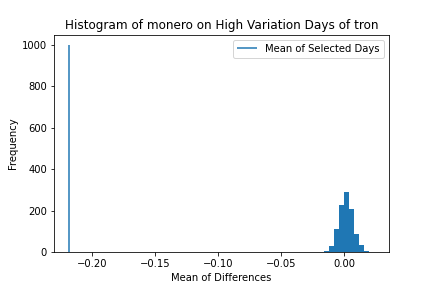 Histogram of monero on High Variation Days of tron
Mean of Selected Days
Frequency
1000
800
600
400
200
0
−0.20 −0.15 −0.10 −0.05 0.00
Mean of Differences